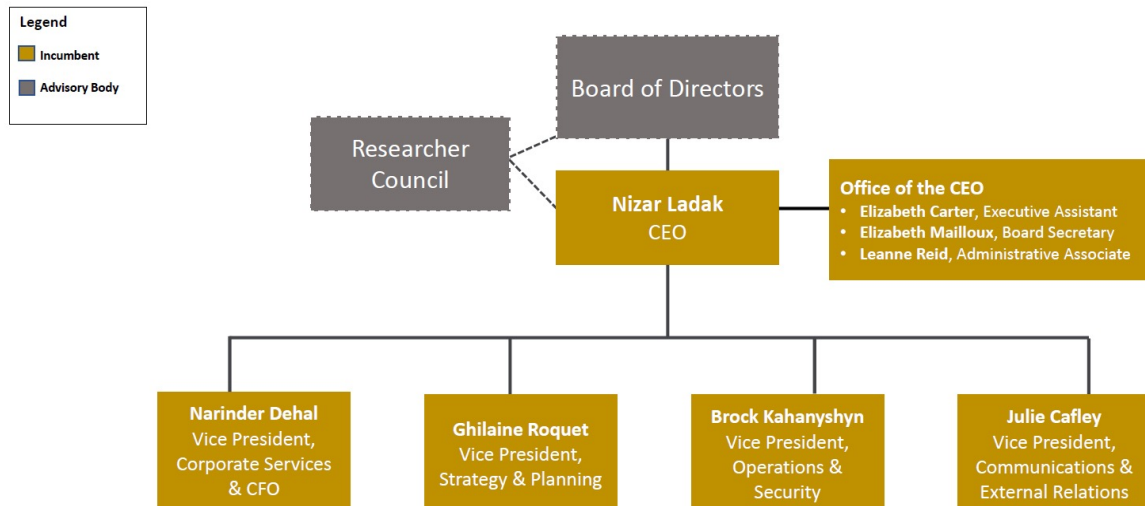 Legend
Incumbent
Advisory Body
Board of Directors
Researcher
Council
Nizar Ladak
CEO
Office of the CEO
• Elizabeth Carter, Executive Assistant
• Elizabeth Mailloux, Board Secretary
• Leanne Reid, Administrative Associate
Narinder Dehal
Vice President,
Corporate Services
& CFO
Ghilaine Roquet
Vice President,
Strategy & Planning
Brock Kahanyshyn
Vice President,
Operations &
Security
Julie Cafley
Vice President,
Communications &
External Relations